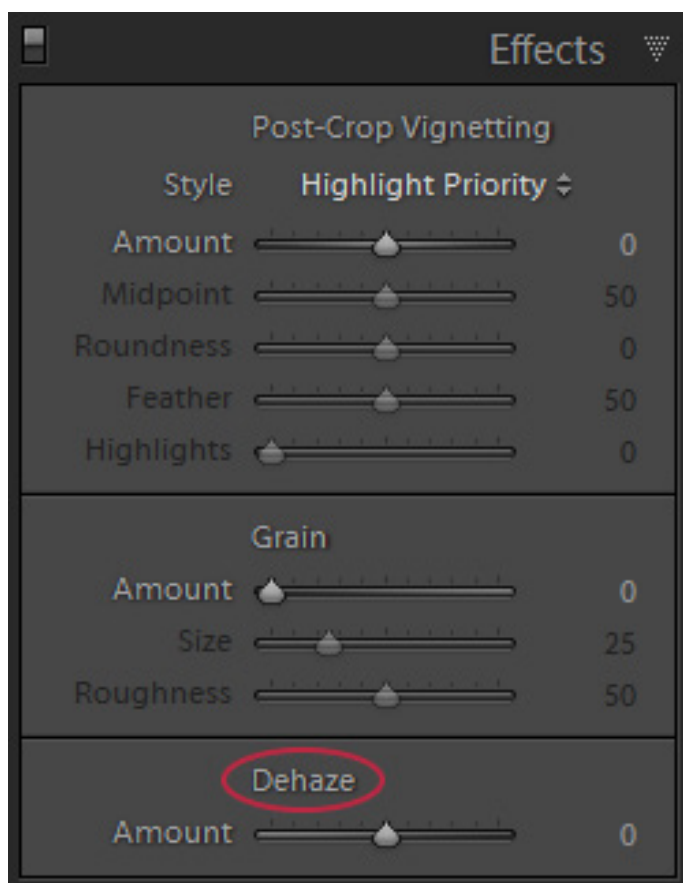 Effects
Post-Crop Vignetting
Style Highlight Priority
Amount 0
Midpoint 50
Roundness 0
Feather 50
Highlights 0
Grain
Amount 0
Size 25
Roughness 50
Dehaze
Amount 0